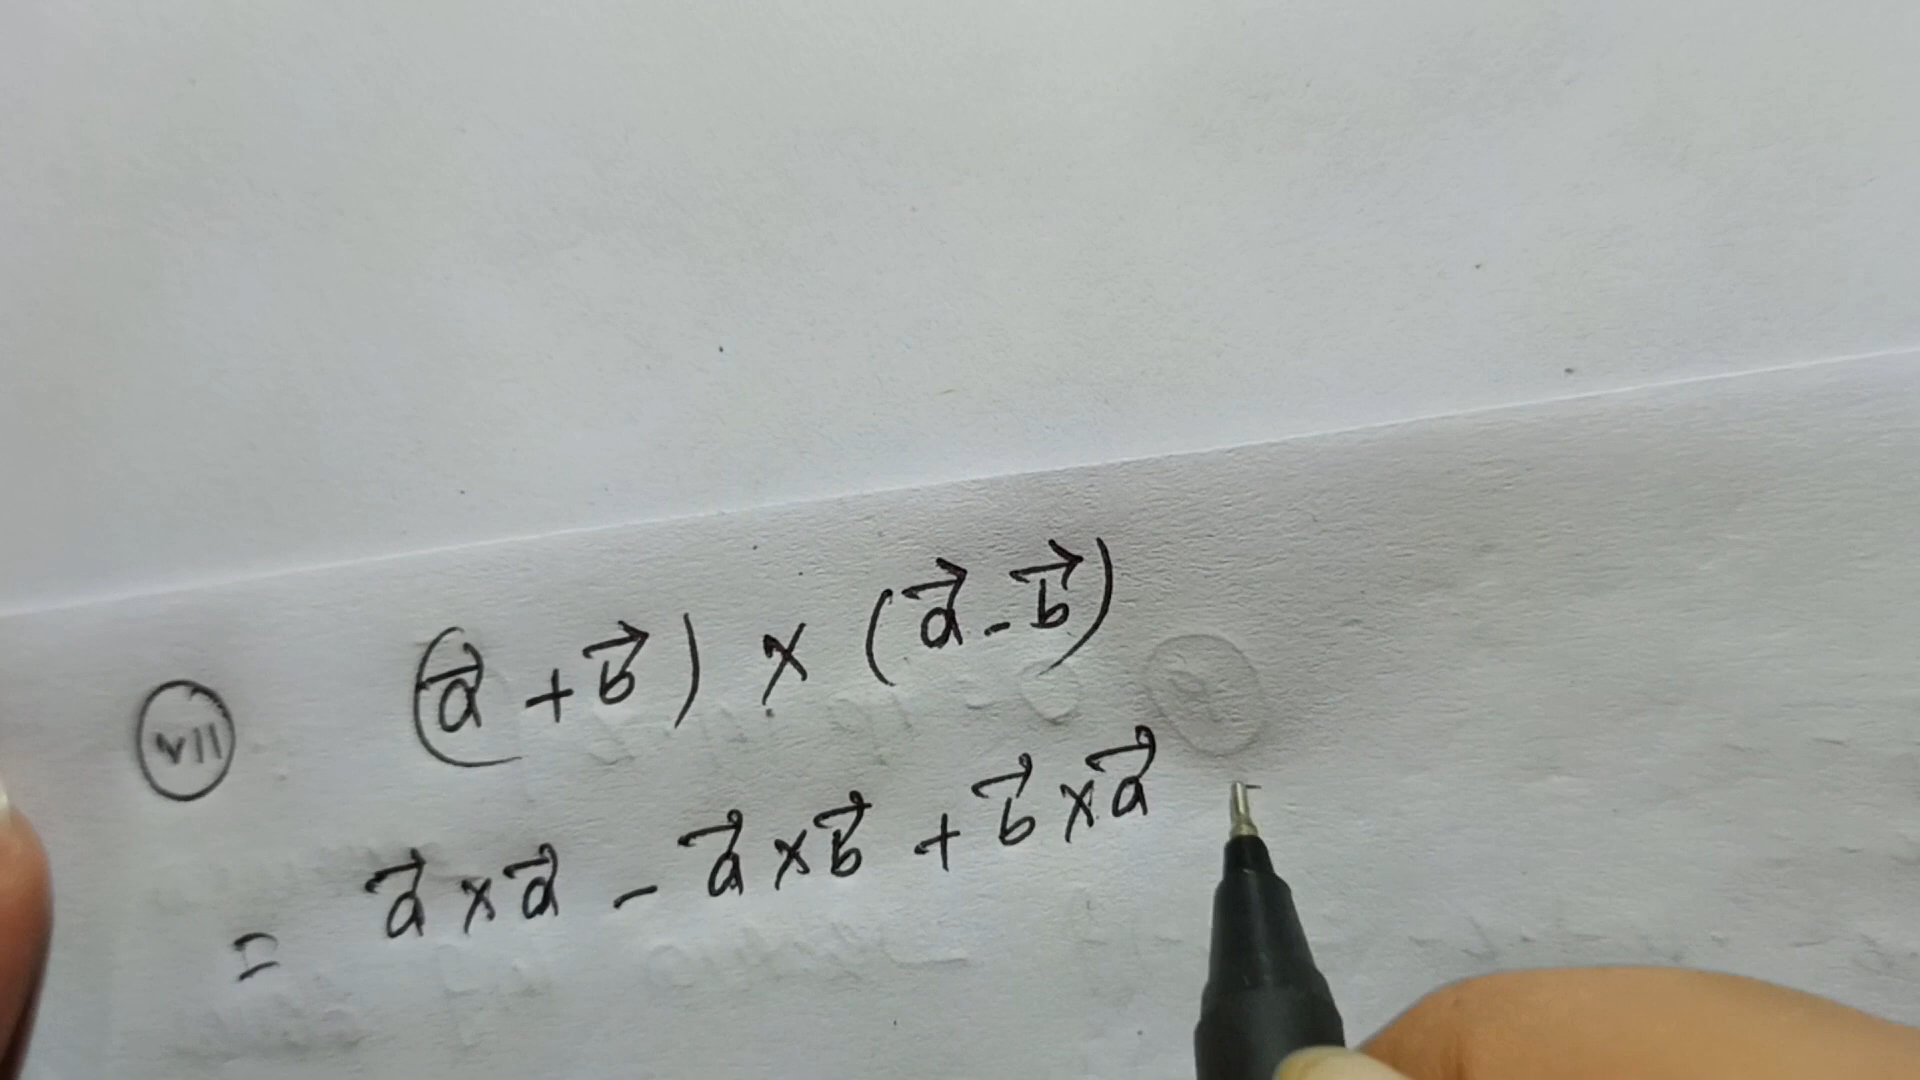 (vii) (a⃗ + b⃗) × (a⃗ - b⃗)
= a⃗ × a⃗ - a⃗ × b⃗ + b⃗ × a⃗ -